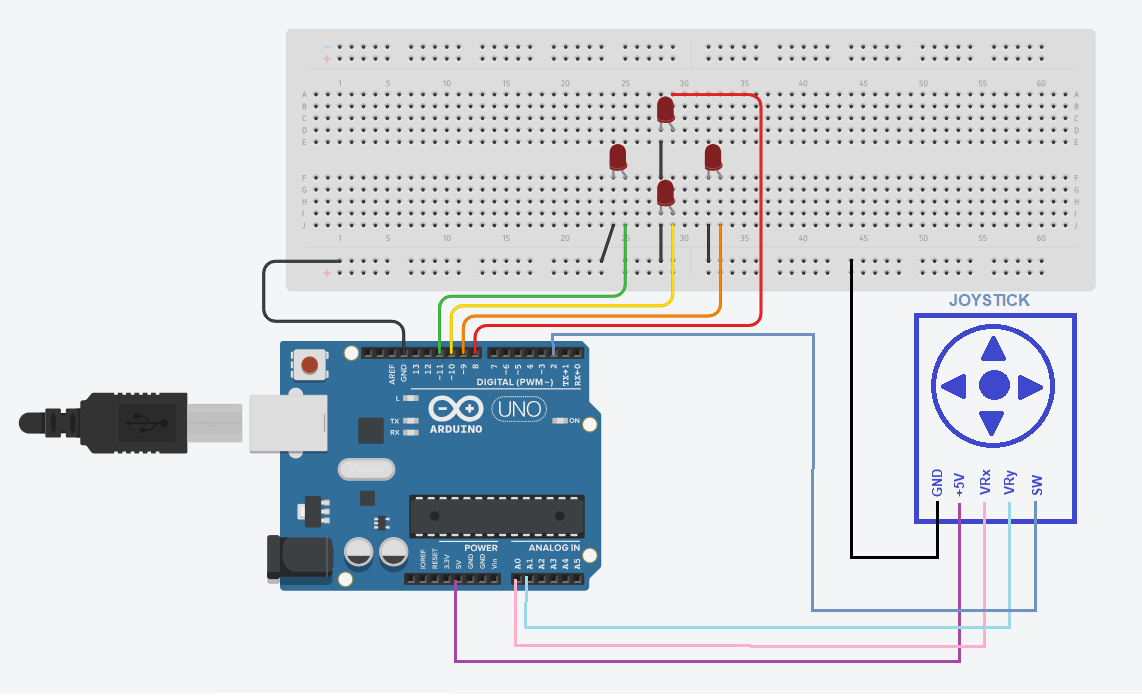 − −
+ +
1 5 10 15 20 25 30 35 40 45 50 55 60
A A
B B
C C
D D
E E
F F
G G
H H
I I
J J
1 5 10 15 20 25 30 35 40 45 50 55 60
+ +
JOYSTICK
AREF
GND
13
12
~11
~10
~9
8
7
~6
~5
4
~3
2
TX→1
RX←0
DIGITAL (PWM~)
L
TX
RX
UNO
ON
ARDUINO
GND
+5V
VRx
VRy
SW
POWER
ANALOG IN
IOREF
RESET
3.3V
5V
GND
GND
Vin
A0
A1
A2
A3
A4
A5